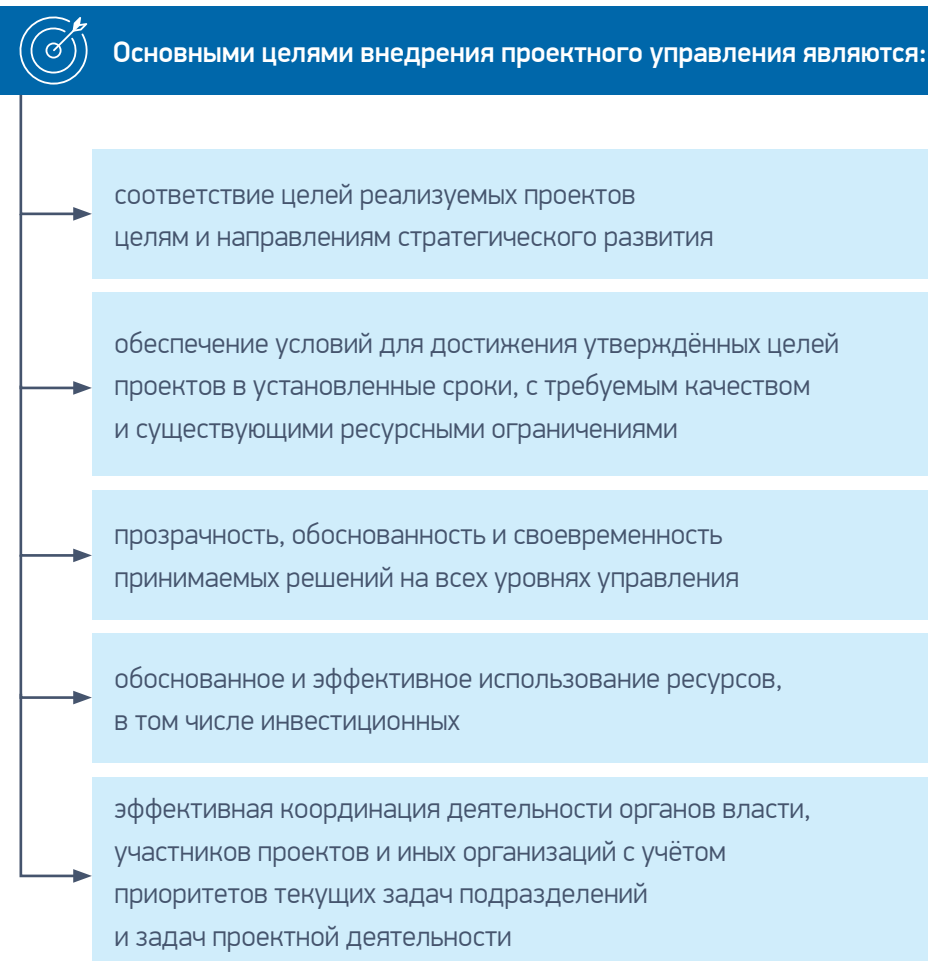 Основными целями внедрения проектного управления являются:
соответствие целей реализуемых проектов
целям и направлениям стратегического развития
обеспечение условий для достижения утверждённых целей
проектов в установленные сроки, с требуемым качеством
и существующими ресурсными ограничениями
прозрачность, обоснованность и своевременность
принимаемых решений на всех уровнях управления
обоснованное и эффективное использование ресурсов,
в том числе инвестиционных
эффективная координация деятельности органов власти,
участников проектов и иных организаций с учётом
приоритетов текущих задач подразделений
и задач проектной деятельности